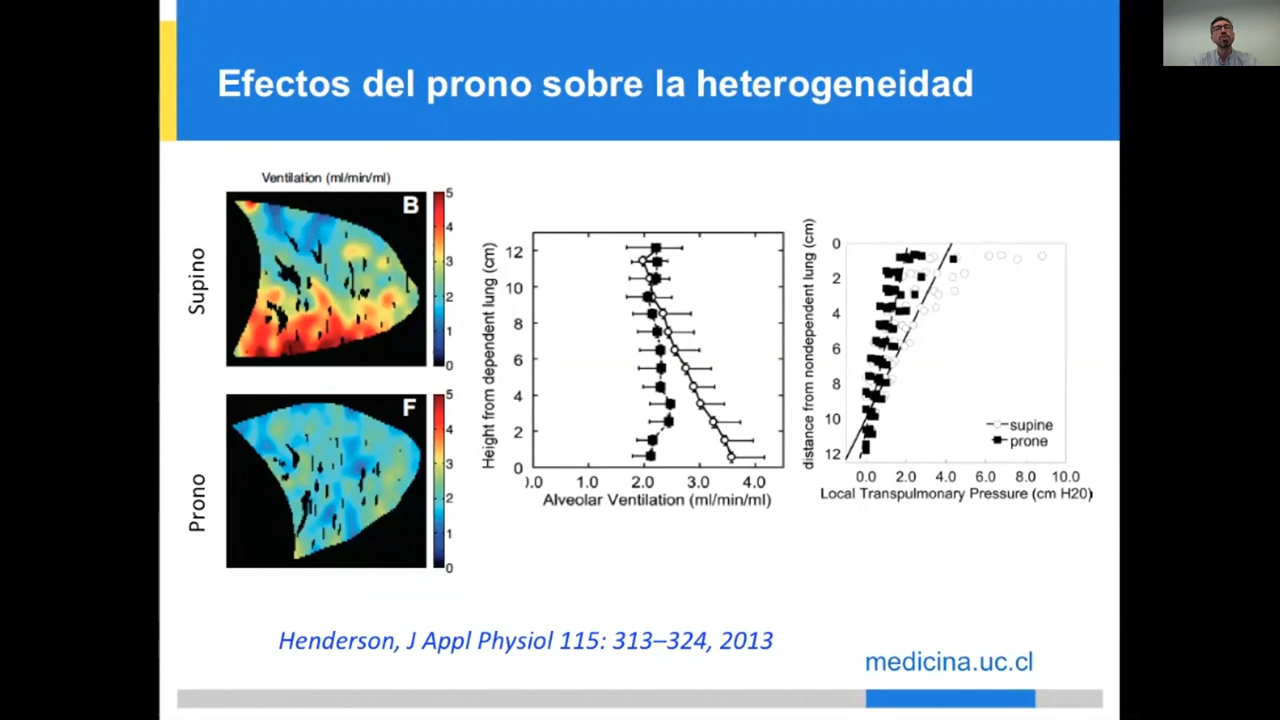 Efectos del prono sobre la heterogeneidad
Ventilation (ml/min/ml)
Supino
B
5
4
3
2
1
0
Prono
F
5
4
3
2
1
0
Height from dependent lung (cm)
12
10
8
6
4
2
0
0.0 1.0 2.0 3.0 4.0
Alveolar Ventilation (ml/min/ml)
distance from nondependent lung (cm)
0
2
4
6
8
10
12
supine
prone
0.0 2.0 4.0 6.0 8.0 10.0
Local Transpulmonary Pressure (cm H20)
Henderson, J Appl Physiol 115: 313–324, 2013
medicina.uc.cl